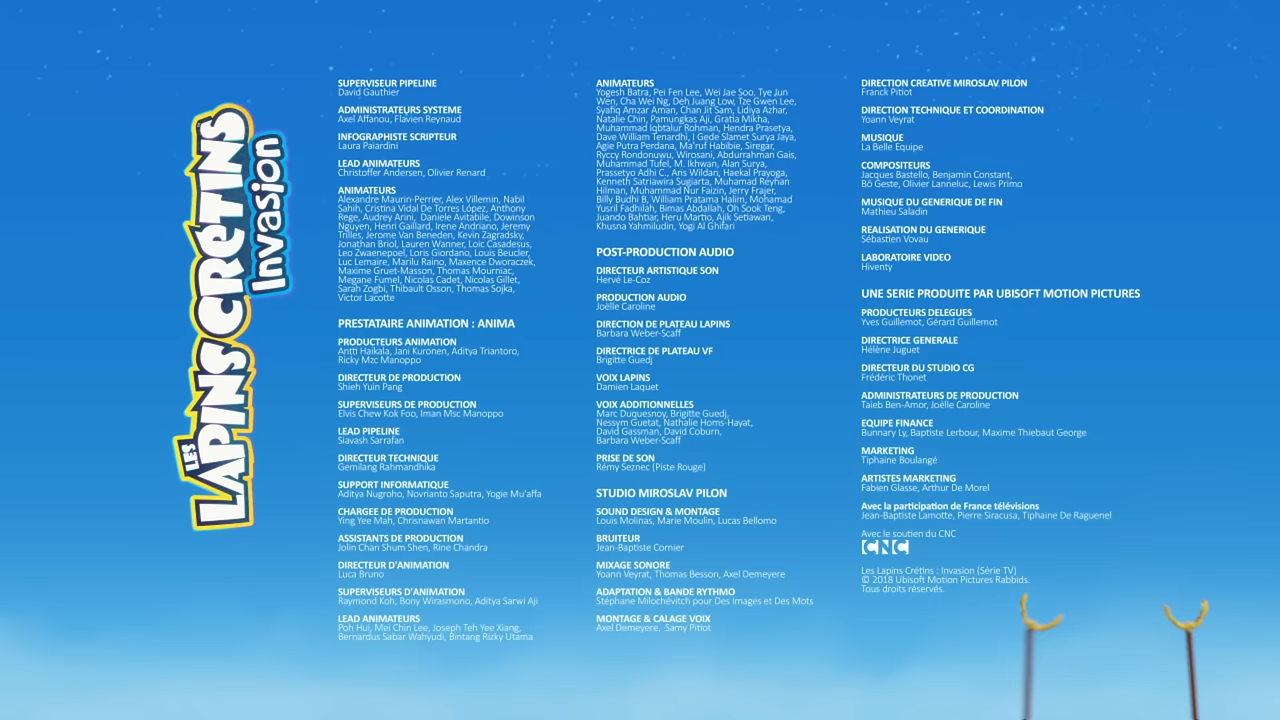 LES
LAPINS CRETINS
Invasion
SUPERVISEUR PIPELINE
David Gauthier
ADMINISTRATEURS SYSTEME
Axel Affanou, Flavien Reynaud
INFOGRAPHISTE SCRIPTEUR
Laura Paiardini
LEAD ANIMATEURS
Christoffer Andersen, Olivier Renard
ANIMATEURS
Alexandre Maurin-Perrier, Alex Villemin, Nabil
Sahih, Cristina Vidal De Torres López, Anthony
Rege, Audrey Arini, Daniele Avitabile, Dowinson
Nguyen, Henri Gaillard, Irene Andriano, Jeremy
Trilles, Jerome Van Beneden, Kevin Zagradsky,
Jonathan Briol, Lauren Wanner, Loic Casadesus,
Leo Zwaenepoel, Loris Giordano, Louis Beucler,
Luc Lemaire, Marilu Raino, Maxence Dworaczek,
Maxime Gruet-Masson, Thomas Mourniac,
Megane Fumel, Nicolas Cadet, Nicolas Gillet,
Sarah Zogbi, Thibault Osson, Thomas Sojka,
Victor Lacotte
PRESTATAIRE ANIMATION : ANIMA
PRODUCTEURS ANIMATION
Antti Haikala, Jani Kuronen, Aditya Triantoro,
Ricky Mzc Manoppo
DIRECTEUR DE PRODUCTION
Shieh Yuin Pang
SUPERVISEURS DE PRODUCTION
Elvis Chew Kok Foo, Iman Msc Manoppo
LEAD PIPELINE
Siavash Sarrafan
DIRECTEUR TECHNIQUE
Gemilang Rahmandhika
SUPPORT INFORMATIQUE
Aditya Nugroho, Novrianto Saputra, Yogie Mu'affa
CHARGEE DE PRODUCTION
Ying Yee Mah, Chrisnawan Martantio
ASSISTANTS DE PRODUCTION
Jolin Chan Shum Shen, Rine Chandra
DIRECTEUR D'ANIMATION
Luca Bruno
SUPERVISEURS D'ANIMATION
Raymond Koh, Bony Wirasmono, Aditya Sarwi Aji
LEAD ANIMATEURS
Poh Hui, Mei Chin Lee, Joseph Teh Yee Xiang,
Bernardus Sabar Wahyudi, Bintang Rizky Utama
ANIMATEURS
Yogesh Batra, Pei Fen Lee, Wei Jae Soo, Tye Jun
Wen, Cha Wei Ng, Deh Juang Low, Tze Gwen Lee,
Syafiq Amzar Aman, Chan Jit Sam, Lidiya Azhar,
Natalie Chin, Pamungkas Aji, Gratia Mikha,
Muhammad Iqbtalur Rohman, Hendra Prasetya,
Dave William Tenardhi, I Gede Slamet Surya Jaya,
Agie Putra Perdana, Ma'ruf Habibie, Siregar,
Ryccy Rondonuwu, Wirosani, Abdurrahman Gais,
Muhammad Tufel, M. Ikhwan, Alan Surya,
Prassetyo Adhi C., Aris Wildan, Haekal Prayoga,
Kenneth Satriawira Sugiarta, Muhamad Reyhan
Hilman, Muhammad Nur Faizin, Jerry Frajer,
Billy Budhi B, William Pratama Halim, Mohamad
Yusril Fadhilah, Bimas Abdallah, Oh Sook Teng,
Juando Bahtiar, Heru Martio, Ajik Setiawan,
Khusna Yahmiludin, Yogi Al Ghifari
POST-PRODUCTION AUDIO
DIRECTEUR ARTISTIQUE SON
Hervé Le-Coz
PRODUCTION AUDIO
Joëlle Caroline
DIRECTION DE PLATEAU LAPINS
Barbara Weber-Scaff
DIRECTRICE DE PLATEAU VF
Brigitte Guedj
VOIX LAPINS
Damien Laquet
VOIX ADDITIONNELLES
Marc Duquesnoy, Brigitte Guedj,
Nessym Guetat, Nathalie Homs-Hayat,
David Gassman, David Coburn,
Barbara Weber-Scaff
PRISE DE SON
Rémy Seznec (Piste Rouge)
STUDIO MIROSLAV PILON
SOUND DESIGN & MONTAGE
Louis Molinas, Marie Moulin, Lucas Bellomo
BRUITEUR
Jean-Baptiste Cornier
MIXAGE SONORE
Yoann Veyrat, Thomas Besson, Axel Demeyere
ADAPTATION & BANDE RYTHMO
Stéphane Milochévitch pour Des Images et Des Mots
MONTAGE & CALAGE VOIX
Axel Demeyere, Samy Pitiot
DIRECTION CREATIVE MIROSLAV PILON
Franck Pitiot
DIRECTION TECHNIQUE ET COORDINATION
Yoann Veyrat
MUSIQUE
La Belle Equipe
COMPOSITEURS
Jacques Bastello, Benjamin Constant,
Bô Geste, Olivier Lanneluc, Lewis Primo
MUSIQUE DU GENERIQUE DE FIN
Mathieu Saladin
REALISATION DU GENERIQUE
Sébastien Vovau
LABORATOIRE VIDEO
Hiventy
UNE SERIE PRODUITE PAR UBISOFT MOTION PICTURES
PRODUCTEURS DELEGUES
Yves Guillemot, Gérard Guillemot
DIRECTRICE GENERALE
Hélène Juguet
DIRECTEUR DU STUDIO CG
Frédéric Thonet
ADMINISTRATEURS DE PRODUCTION
Taieb Ben-Amor, Joëlle Caroline
EQUIPE FINANCE
Bunnary Ly, Baptiste Lerbour, Maxime Thiebaut George
MARKETING
Tiphaine Boulangé
ARTISTES MARKETING
Fabien Glasse, Arthur De Morel
Avec la participation de France télévisions
Jean-Baptiste Lamotte, Pierre Siracusa, Tiphaine De Raguenel
Avec le soutien du CNC
CNC
Les Lapins Crétins : Invasion (Série TV)
© 2018 Ubisoft Motion Pictures Rabbids.
Tous droits réservés.